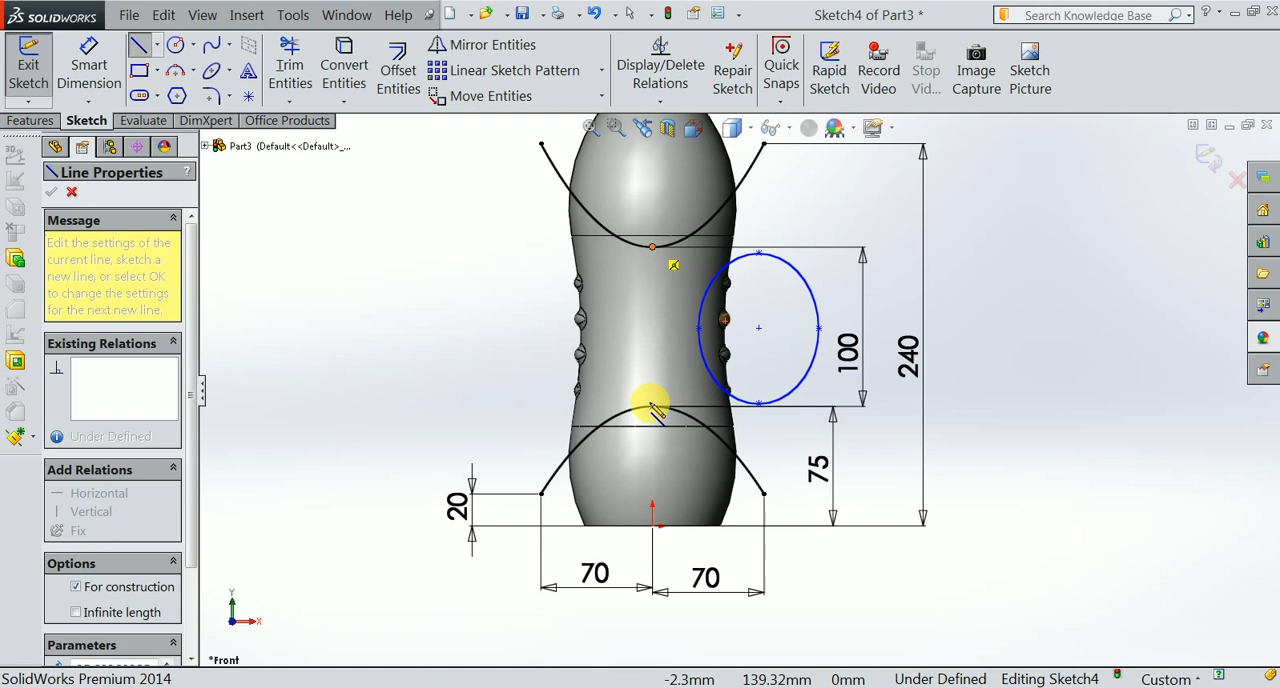 SOLIDWORKS File Edit View Insert Tools Window Help Sketch4 of Part3 * Search Knowledge Base ?
Exit Sketch
Smart Dimension
Trim Entities
Convert Entities
Offset Entities
Mirror Entities
Linear Sketch Pattern
Move Entities
Display/Delete Relations
Repair Sketch
Quick Snaps
Rapid Sketch
Record Video
Stop Vid...
Image Capture
Sketch Picture
Features Sketch Evaluate DimXpert Office Products
Part3 (Default<<Default>_...
Line Properties ?
Message
Edit the settings of the
current line, sketch a
new line, or select OK
to change the settings
for the next new line.
Existing Relations
Under Defined
Add Relations
Horizontal
Vertical
Fix
Options
For construction
Infinite length
Parameters
100
240
75
20
70
70
Y
X
*Front
SolidWorks Premium 2014 -2.3mm 139.32mm 0mm Under Defined Editing Sketch4 Custom